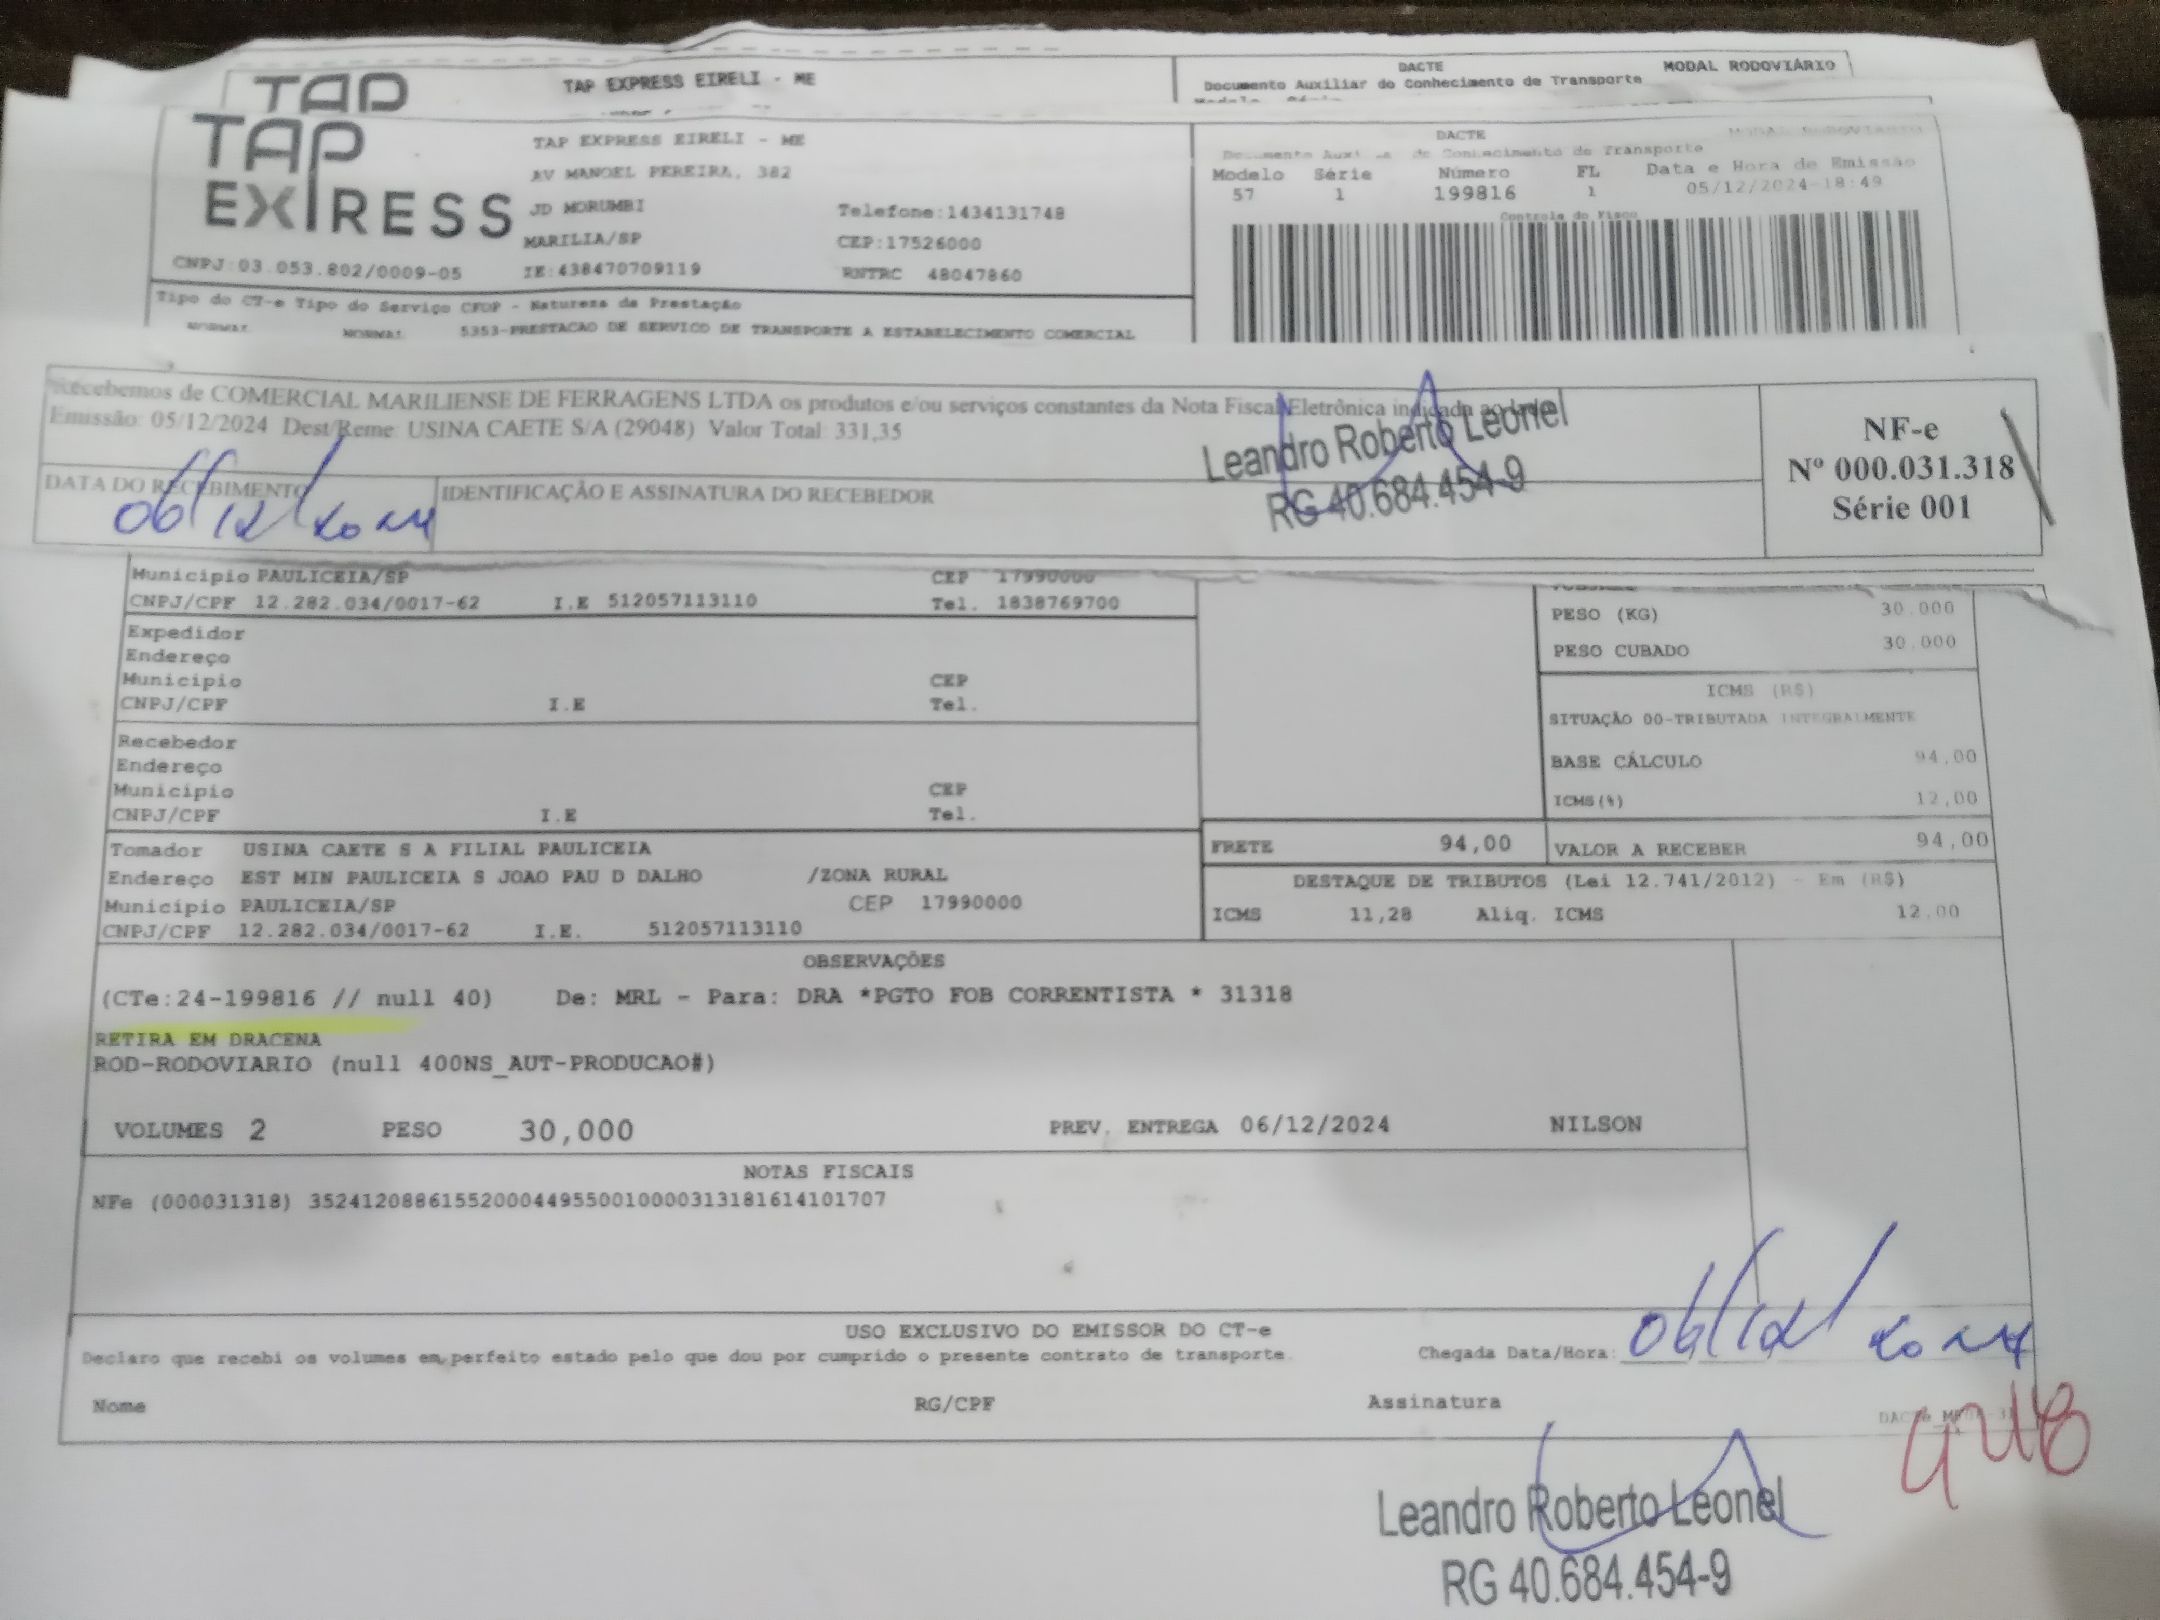 TAP
TAP EXPRESS EIRELI - ME
DACTE
MODAL RODOVIÁRIO
Documento Auxiliar do Conhecimento de Transporte
TAP
EXPRESS
TAP EXPRESS EIRELI - ME
AV MANOEL PEREIRA, 382
JD MORUMBI
Telefone:1434131748
MARILIA/SP
CEP:17526000
CNPJ:03.053.802/0009-05
IE:438470709119
RNTRC 48047860
DACTE
MODAL RODOVIARIO
de Conhecimento de Transporte
Modelo Série Número FL Data e Hora de Emissão
57 1 199816 1 05/12/2024-18:49
Controle do Fisco
Tipo do CT-e Tipo do Serviço CFOP - Natureza da Prestação
NORMAL NORMAL 5353-PRESTACAO DE SERVICO DE TRANSPORTE A ESTABELECIMENTO COMERCIAL
Recebemos de COMERCIAL MARILIENSE DE FERRAGENS LTDA os produtos e/ou serviços constantes da Nota Fiscal Eletrônica indicada ao lado
Emissão: 05/12/2024 Dest/Reme: USINA CAETE S/A (29048) Valor Total: 331,35
Leandro Roberto Leonel
RG 40.684.454-9
NF-e
Nº 000.031.318
Série 001
DATA DO RECEBIMENTO
IDENTIFICAÇÃO E ASSINATURA DO RECEBEDOR
06/12/2024
Município PAULICEIA/SP CEP 17990000
CNPJ/CPF 12.282.034/0017-62 I.E 512057113110 Tel. 1838769700
PESO (KG) 30.000
PESO CUBADO 30.000
Expedidor
Endereço
Município CEP
CNPJ/CPF I.E Tel.
ICMS (R$)
SITUAÇÃO 00-TRIBUTADA INTEGRALMENTE
BASE CÁLCULO 94,00
ICMS(%) 12,00
Recebedor
Endereço
Município CEP
CNPJ/CPF I.E Tel.
FRETE 94,00 VALOR A RECEBER 94,00
Tomador USINA CAETE S A FILIAL PAULICEIA
Endereço EST MIN PAULICEIA S JOAO PAU D DALHO /ZONA RURAL
Município PAULICEIA/SP CEP 17990000
CNPJ/CPF 12.282.034/0017-62 I.E. 512057113110
DESTAQUE DE TRIBUTOS (Lei 12.741/2012) - Em (R$)
ICMS 11,28 Aliq. ICMS 12,00
OBSERVAÇÕES
(CTe:24-199816 // null 40) De: MRL - Para: DRA *PGTO FOB CORRENTISTA * 31318
RETIRA EM DRACENA
ROD-RODOVIARIO (null 400NS_AUT-PRODUCAO#)
VOLUMES 2 PESO 30,000 PREV. ENTREGA 06/12/2024 NILSON
NOTAS FISCAIS
NFe (000031318) 35241208861552000449550010000313181614101707
USO EXCLUSIVO DO EMISSOR DO CT-e
Declaro que recebi os volumes em perfeito estado pelo que dou por cumprido o presente contrato de transporte.
Chegada Data/Hora: 06/12/2024
Nome RG/CPF Assinatura
Leandro Roberto Leonel
RG 40.684.454-9